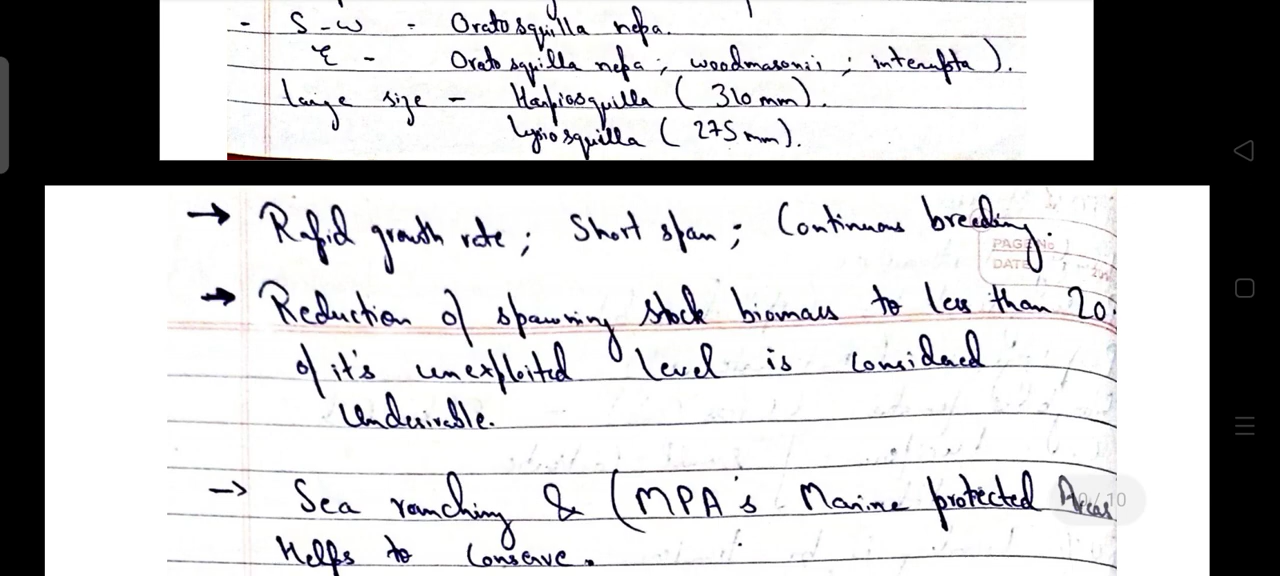 - S-W - Oratosquilla nepa.
E - Oratosquilla nepa ; woodmasonii ; interrupta ).
large size - Harpiosquilla ( 310 mm).
Lysiosquilla ( 275 mm).
→ Rapid growth rate ; Short span ; Continuous breeding.
PAGE No
DATE
→ Reduction of spawning stock biomass to less than 20
of it's unexploited level is considered
Undesirable.
→ Sea ranching & (MPA's Marine protected Areas
Helps to Conserve.
/ 10